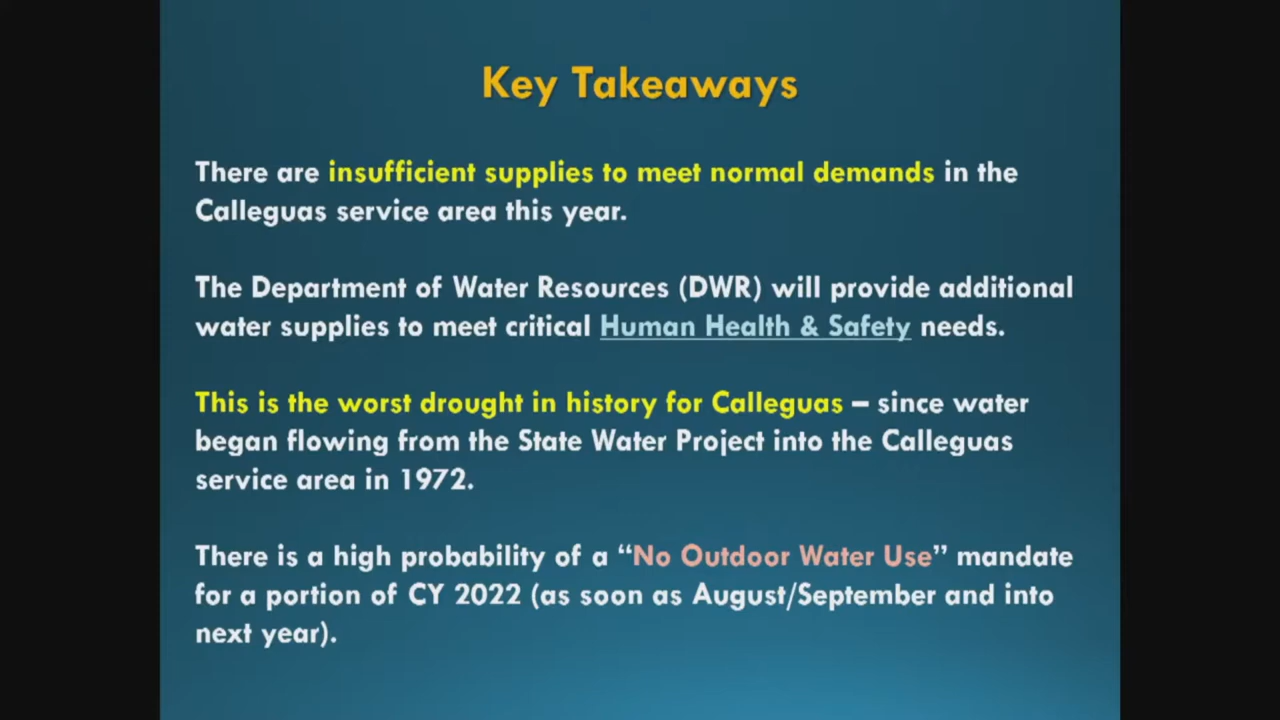 Key Takeaways
There are insufficient supplies to meet normal demands in the
Calleguas service area this year.
The Department of Water Resources (DWR) will provide additional
water supplies to meet critical Human Health & Safety needs.
This is the worst drought in history for Calleguas – since water
began flowing from the State Water Project into the Calleguas
service area in 1972.
There is a high probability of a “No Outdoor Water Use” mandate
for a portion of CY 2022 (as soon as August/September and into
next year).